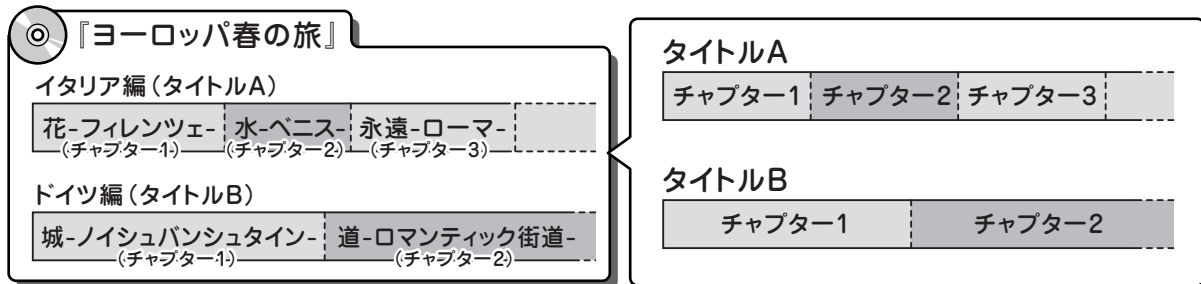 『ヨーロッパ春の旅』
イタリア編（タイトルA）
花-フィレンツェ- 水-ベニス- 永遠-ローマ-
（チャプター1） （チャプター2） （チャプター3）
ドイツ編（タイトルB）
城-ノイシュバンシュタイン- 道-ロマンティック街道-
（チャプター1） （チャプター2）
タイトルA
チャプター1 チャプター2 チャプター3
タイトルB
チャプター1 チャプター2